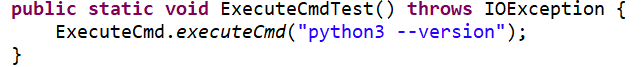 public static void ExecuteCmdTest() throws IOException {
    ExecuteCmd.executeCmd("python3 --version");
}